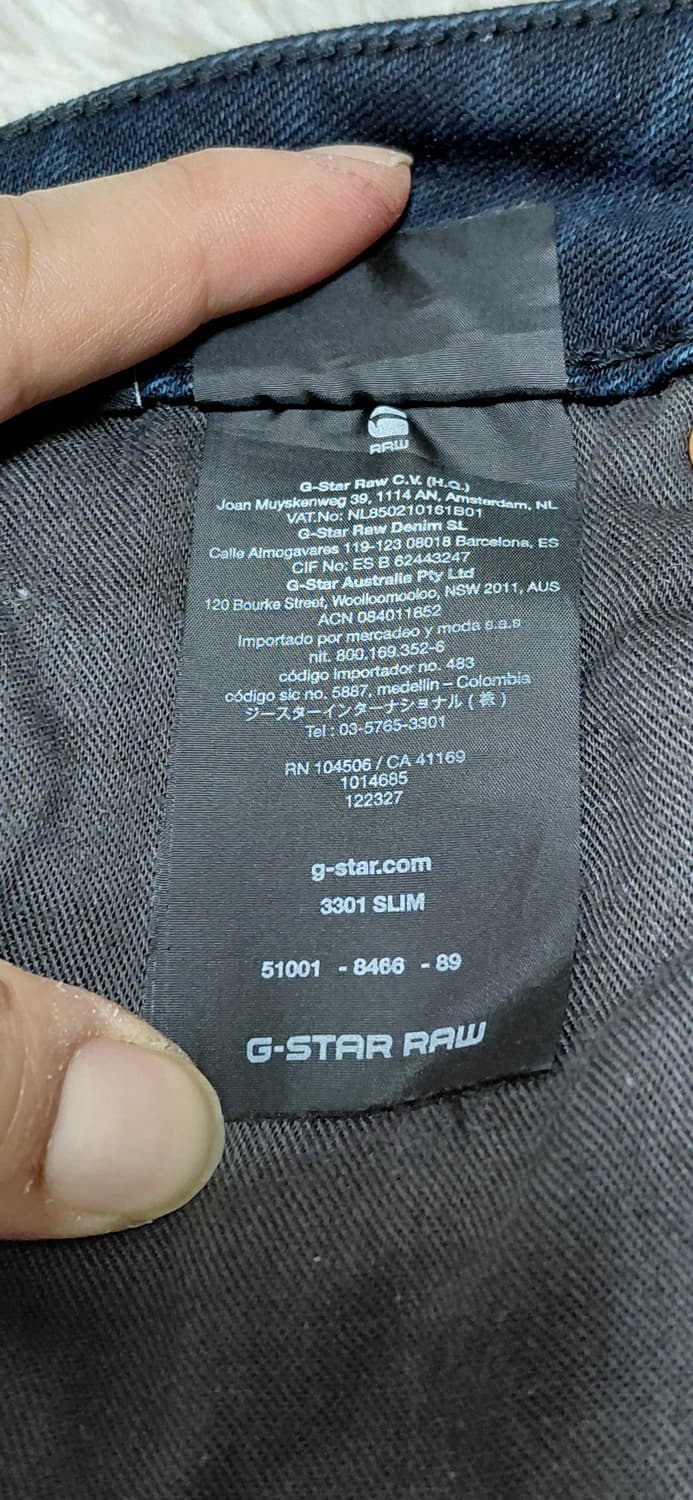 RAW
G-Star Raw C.V. (H.Q.)
Joan Muyskenweg 39, 1114 AN, Amsterdam, NL
VAT.No: NL850210161B01
G-Star Raw Denim SL
Calle Almogavares 119-123 08018 Barcelona, ES
CIF No: ES B 62443247
G-Star Australia Pty Ltd
120 Bourke Street, Woolloomooloo, NSW 2011, AUS
ACN 084011852
Importado por mercadeo y moda s.a.s
nit. 800.169.352-6
código importador no. 483
código sic no. 5887, medellin – Colombia
ジースターインターナショナル ( 株 )
Tel : 03-5765-3301
RN 104506 / CA 41169
1014685
122327
g-star.com
3301 SLIM
51001 - 8466 - 89
G-STAR RAW